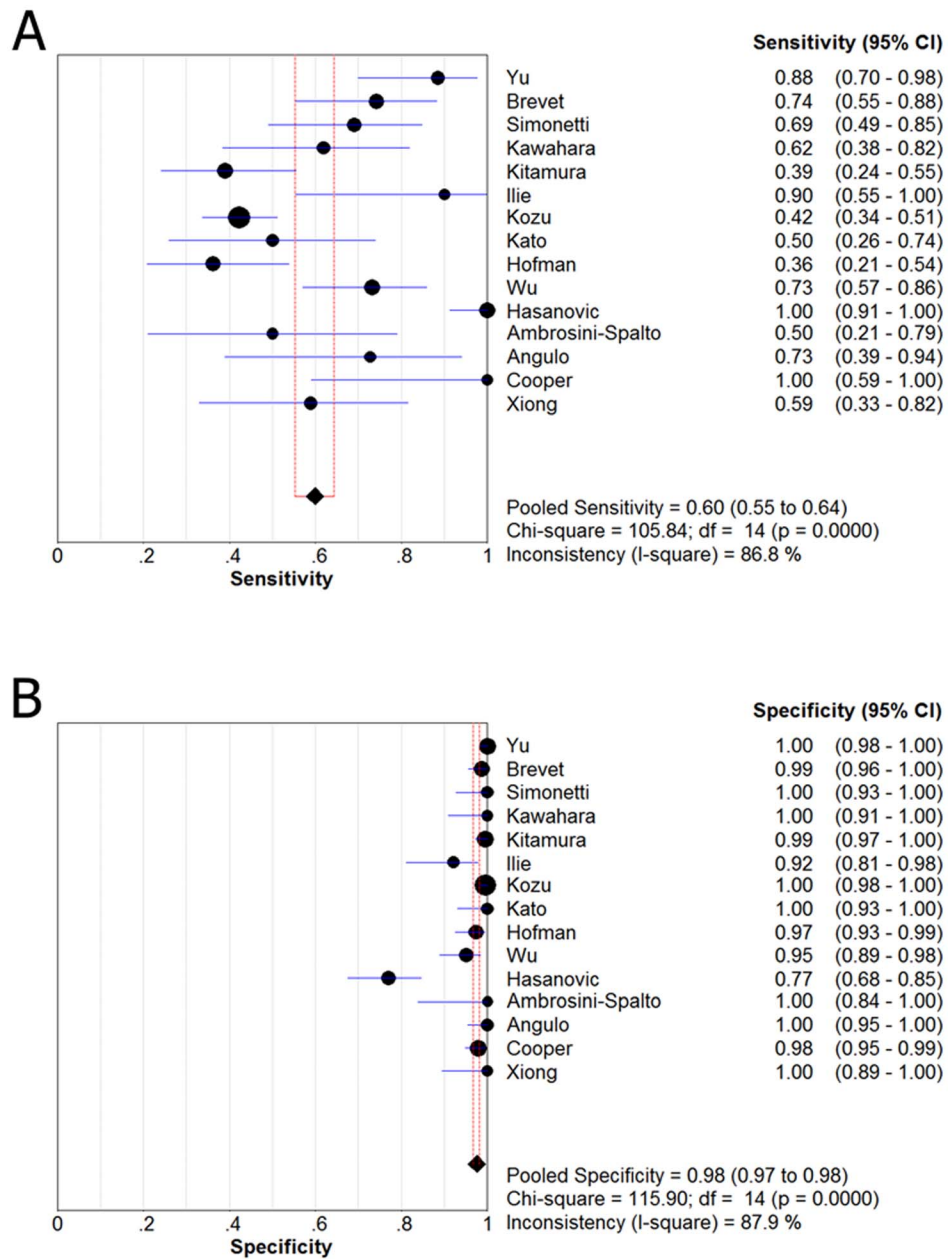 A
Sensitivity (95% CI)
Yu 0.88 (0.70 - 0.98)
Brevet 0.74 (0.55 - 0.88)
Simonetti 0.69 (0.49 - 0.85)
Kawahara 0.62 (0.38 - 0.82)
Kitamura 0.39 (0.24 - 0.55)
Ilie 0.90 (0.55 - 1.00)
Kozu 0.42 (0.34 - 0.51)
Kato 0.50 (0.26 - 0.74)
Hofman 0.36 (0.21 - 0.54)
Wu 0.73 (0.57 - 0.86)
Hasanovic 1.00 (0.91 - 1.00)
Ambrosini-Spalto 0.50 (0.21 - 0.79)
Angulo 0.73 (0.39 - 0.94)
Cooper 1.00 (0.59 - 1.00)
Xiong 0.59 (0.33 - 0.82)
Pooled Sensitivity = 0.60 (0.55 to 0.64)
Chi-square = 105.84; df = 14 (p = 0.0000)
Inconsistency (I-square) = 86.8 %
0 .2 .4 .6 .8 1
Sensitivity
B
Specificity (95% CI)
Yu 1.00 (0.98 - 1.00)
Brevet 0.99 (0.96 - 1.00)
Simonetti 1.00 (0.93 - 1.00)
Kawahara 1.00 (0.91 - 1.00)
Kitamura 0.99 (0.97 - 1.00)
Ilie 0.92 (0.81 - 0.98)
Kozu 1.00 (0.98 - 1.00)
Kato 1.00 (0.93 - 1.00)
Hofman 0.97 (0.93 - 0.99)
Wu 0.95 (0.89 - 0.98)
Hasanovic 0.77 (0.68 - 0.85)
Ambrosini-Spalto 1.00 (0.84 - 1.00)
Angulo 1.00 (0.95 - 1.00)
Cooper 0.98 (0.95 - 0.99)
Xiong 1.00 (0.89 - 1.00)
Pooled Specificity = 0.98 (0.97 to 0.98)
Chi-square = 115.90; df = 14 (p = 0.0000)
Inconsistency (I-square) = 87.9 %
0 .2 .4 .6 .8 1
Specificity